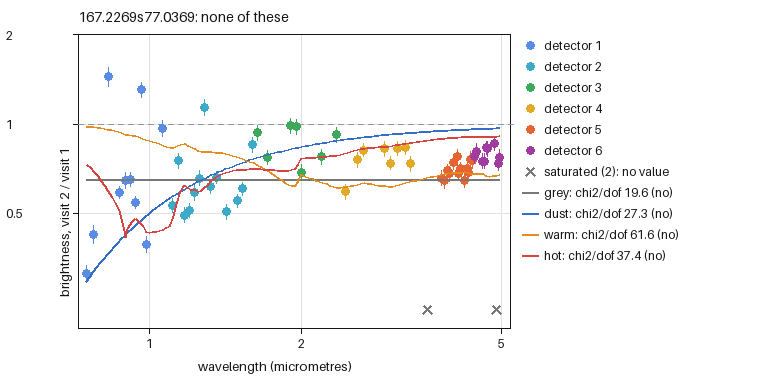 167.2269s77.0369: none of these
brightness, visit 2 / visit 1
2
1
0.5
1
2
5
wavelength (micrometres)
detector 1
detector 2
detector 3
detector 4
detector 5
detector 6
saturated (2): no value
grey: chi2/dof 19.6 (no)
dust: chi2/dof 27.3 (no)
warm: chi2/dof 61.6 (no)
hot: chi2/dof 37.4 (no)